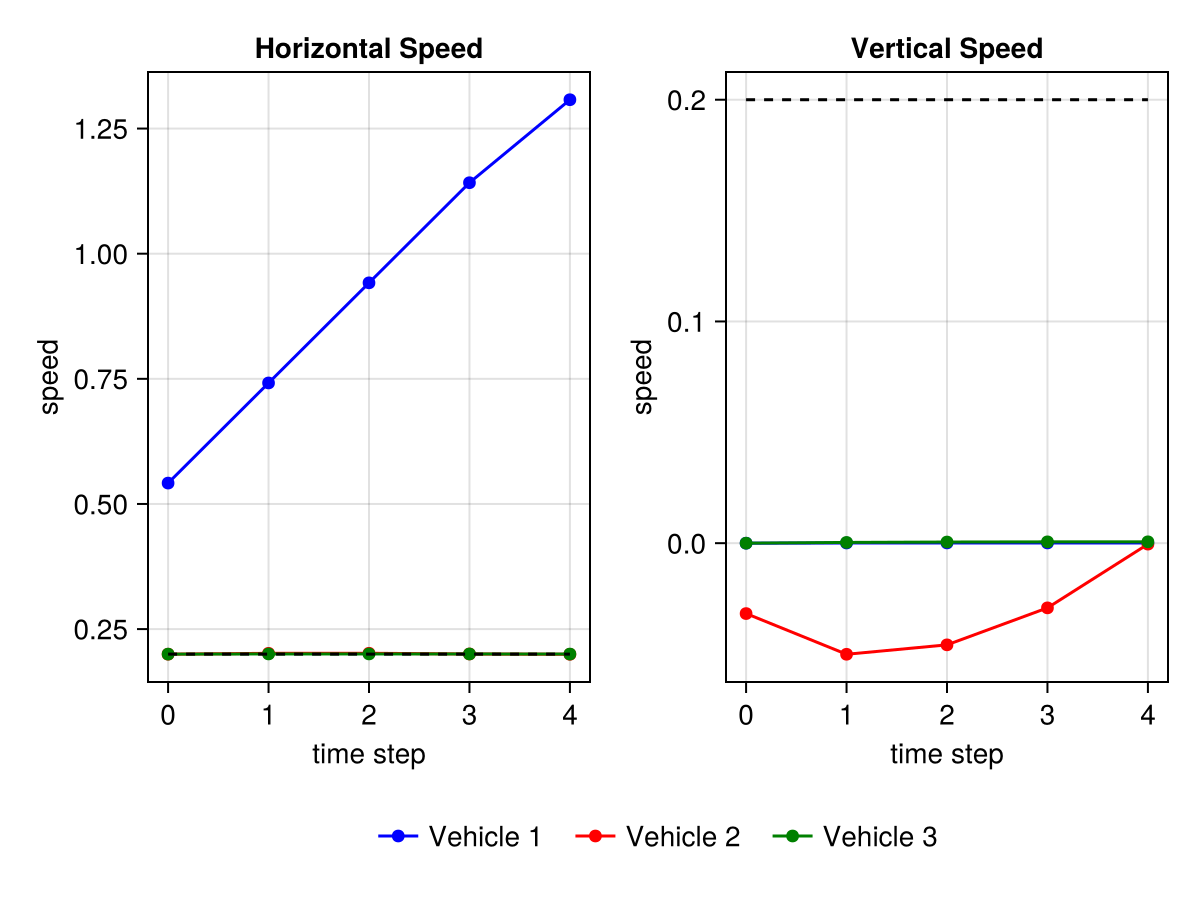 Horizontal Speed
1.25
1.00
0.75
0.50
0.25
speed
0 1 2 3 4
time step
Vertical Speed
0.2
0.1
0.0
speed
0 1 2 3 4
time step
Vehicle 1 Vehicle 2 Vehicle 3